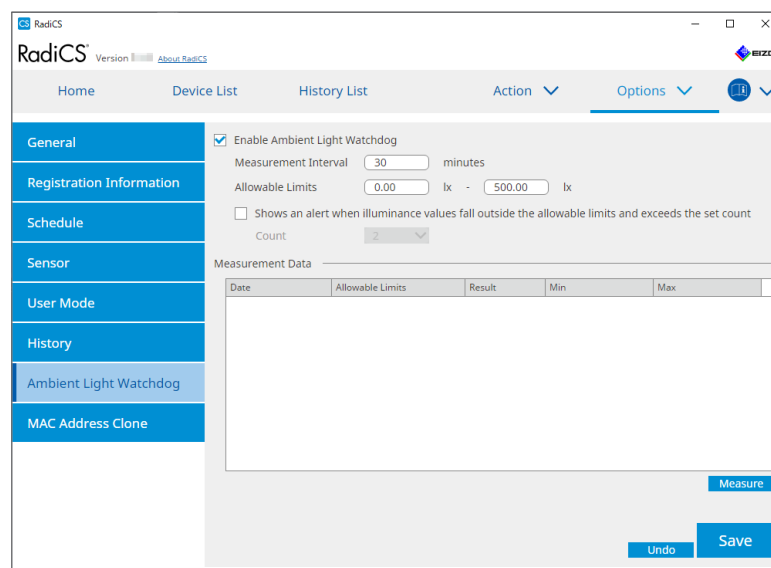 CS RadiCS
RadiCS® Version About RadiCS
EIZO
Home Device List History List Action Options
General
Registration Information
Schedule
Sensor
User Mode
History
Ambient Light Watchdog
MAC Address Clone
Enable Ambient Light Watchdog
Measurement Interval 30 minutes
Allowable Limits 0.00 lx - 500.00 lx
Shows an alert when illuminance values fall outside the allowable limits and exceeds the set count
Count 2
Measurement Data
Date Allowable Limits Result Min Max
Measure
Undo Save